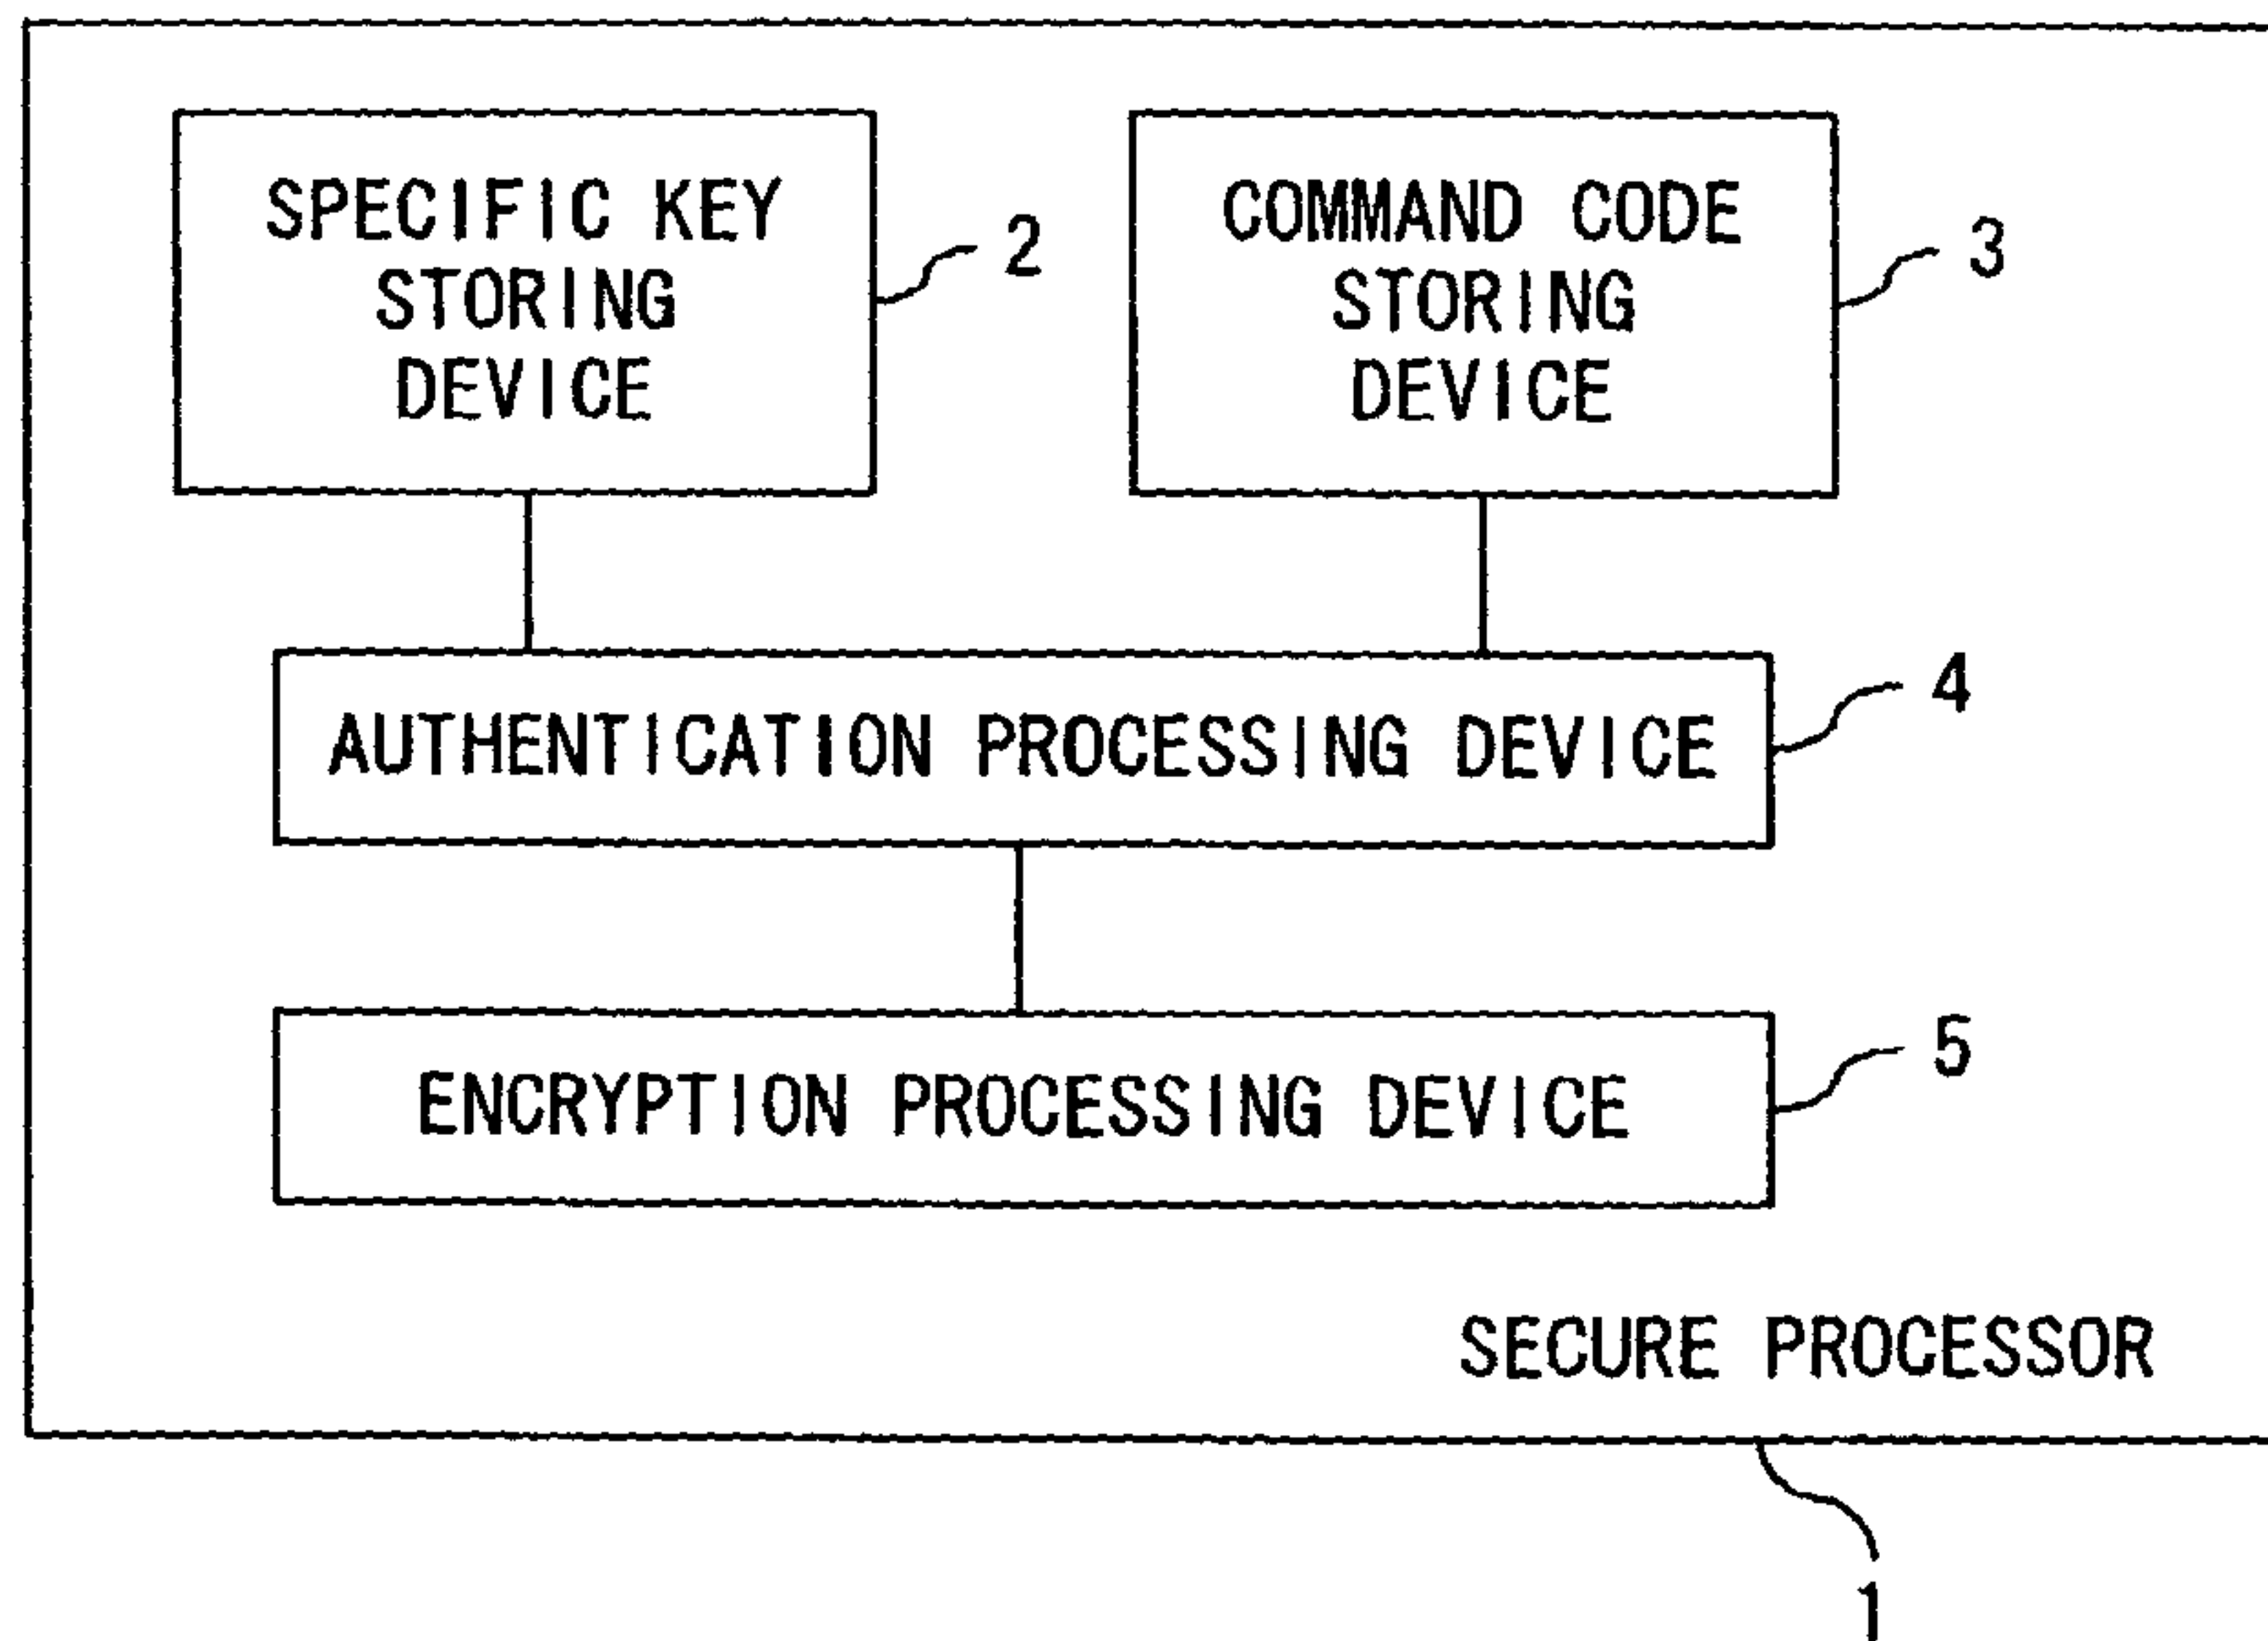 SPECIFIC KEY
STORING
DEVICE
2
COMMAND CODE
STORING
DEVICE
3
AUTHENTICATION PROCESSING DEVICE
4
ENCRYPTION PROCESSING DEVICE
5
SECURE PROCESSOR
1